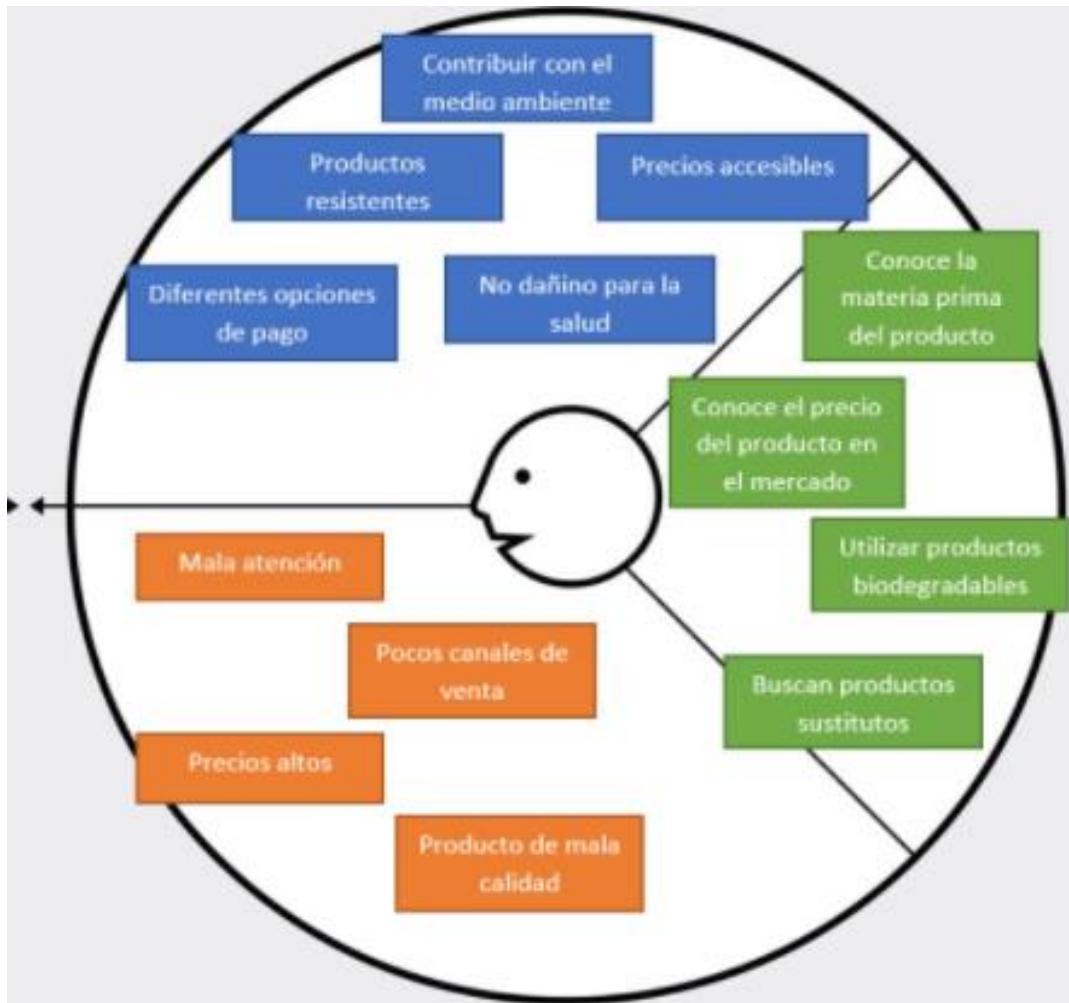 Contribuir con el
medio ambiente
Productos
resistentes
Precios accesibles
Diferentes opciones
de pago
No dañino para la
salud
Conoce la
materia prima
del producto
Conoce el precio
del producto en
el mercado
Utilizar productos
biodegradables
Buscan productos
sustitutos
Mala atención
Pocos canales de
venta
Precios altos
Producto de mala
calidad